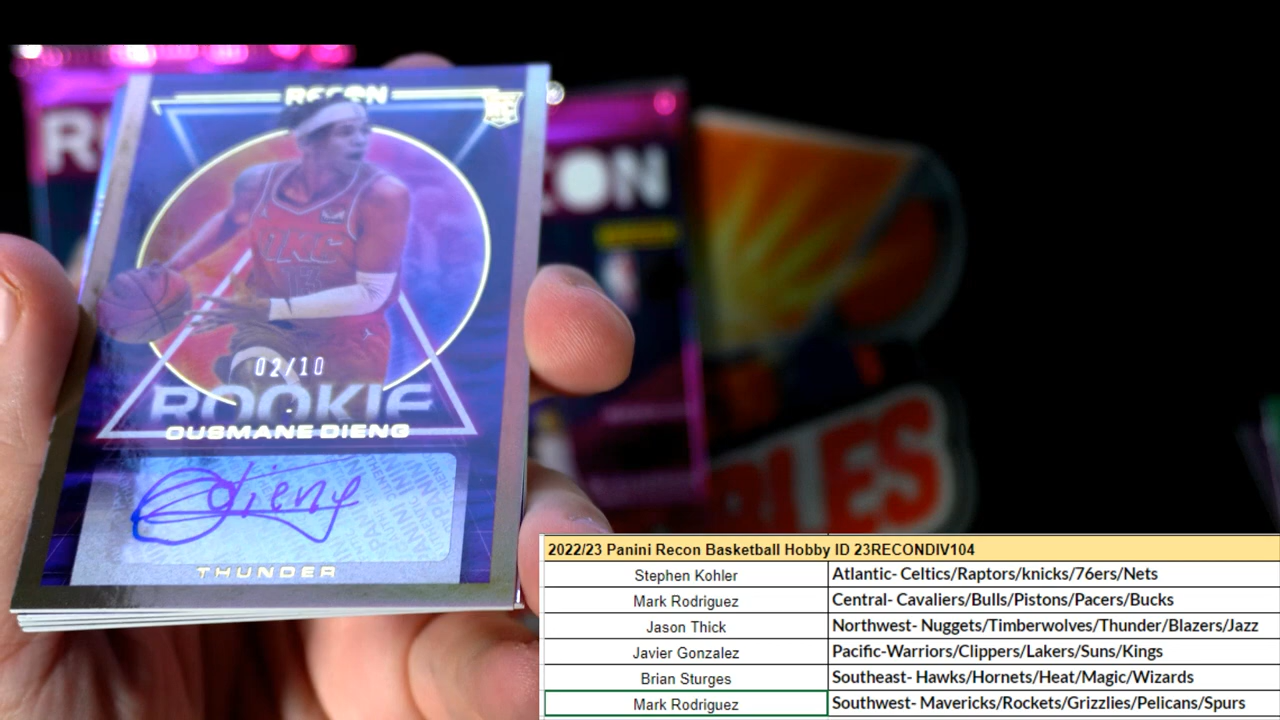 RECON
RC
CON
02/10
ROOKIE
OUSMANE DIENG
Dieng
THUNDER
2022/23 Panini Recon Basketball Hobby ID 23RECONDIV104
Stephen Kohler Atlantic- Celtics/Raptors/knicks/76ers/Nets
Mark Rodriguez Central- Cavaliers/Bulls/Pistons/Pacers/Bucks
Jason Thick Northwest- Nuggets/Timberwolves/Thunder/Blazers/Jazz
Javier Gonzalez Pacific-Warriors/Clippers/Lakers/Suns/Kings
Brian Sturges Southeast- Hawks/Hornets/Heat/Magic/Wizards
Mark Rodriguez Southwest- Mavericks/Rockets/Grizzlies/Pelicans/Spurs